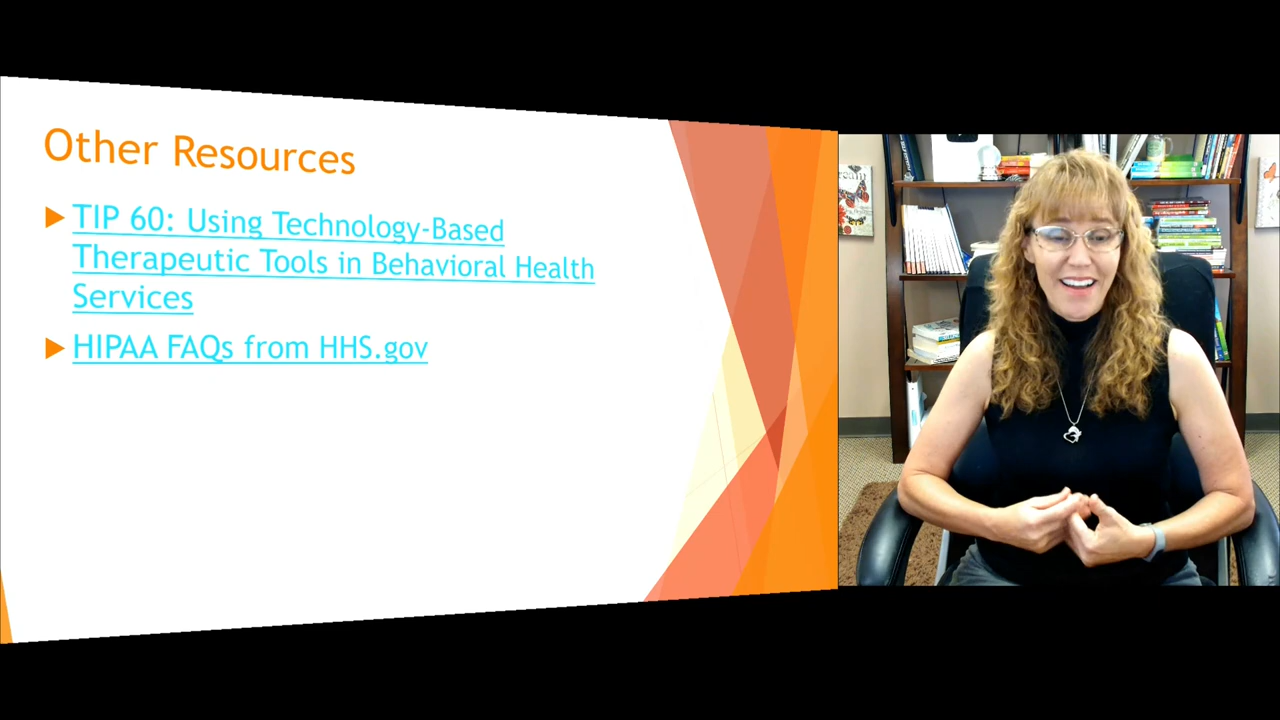 Other Resources
TIP 60: Using Technology-Based
Therapeutic Tools in Behavioral Health
Services
HIPAA FAQs from HHS.gov